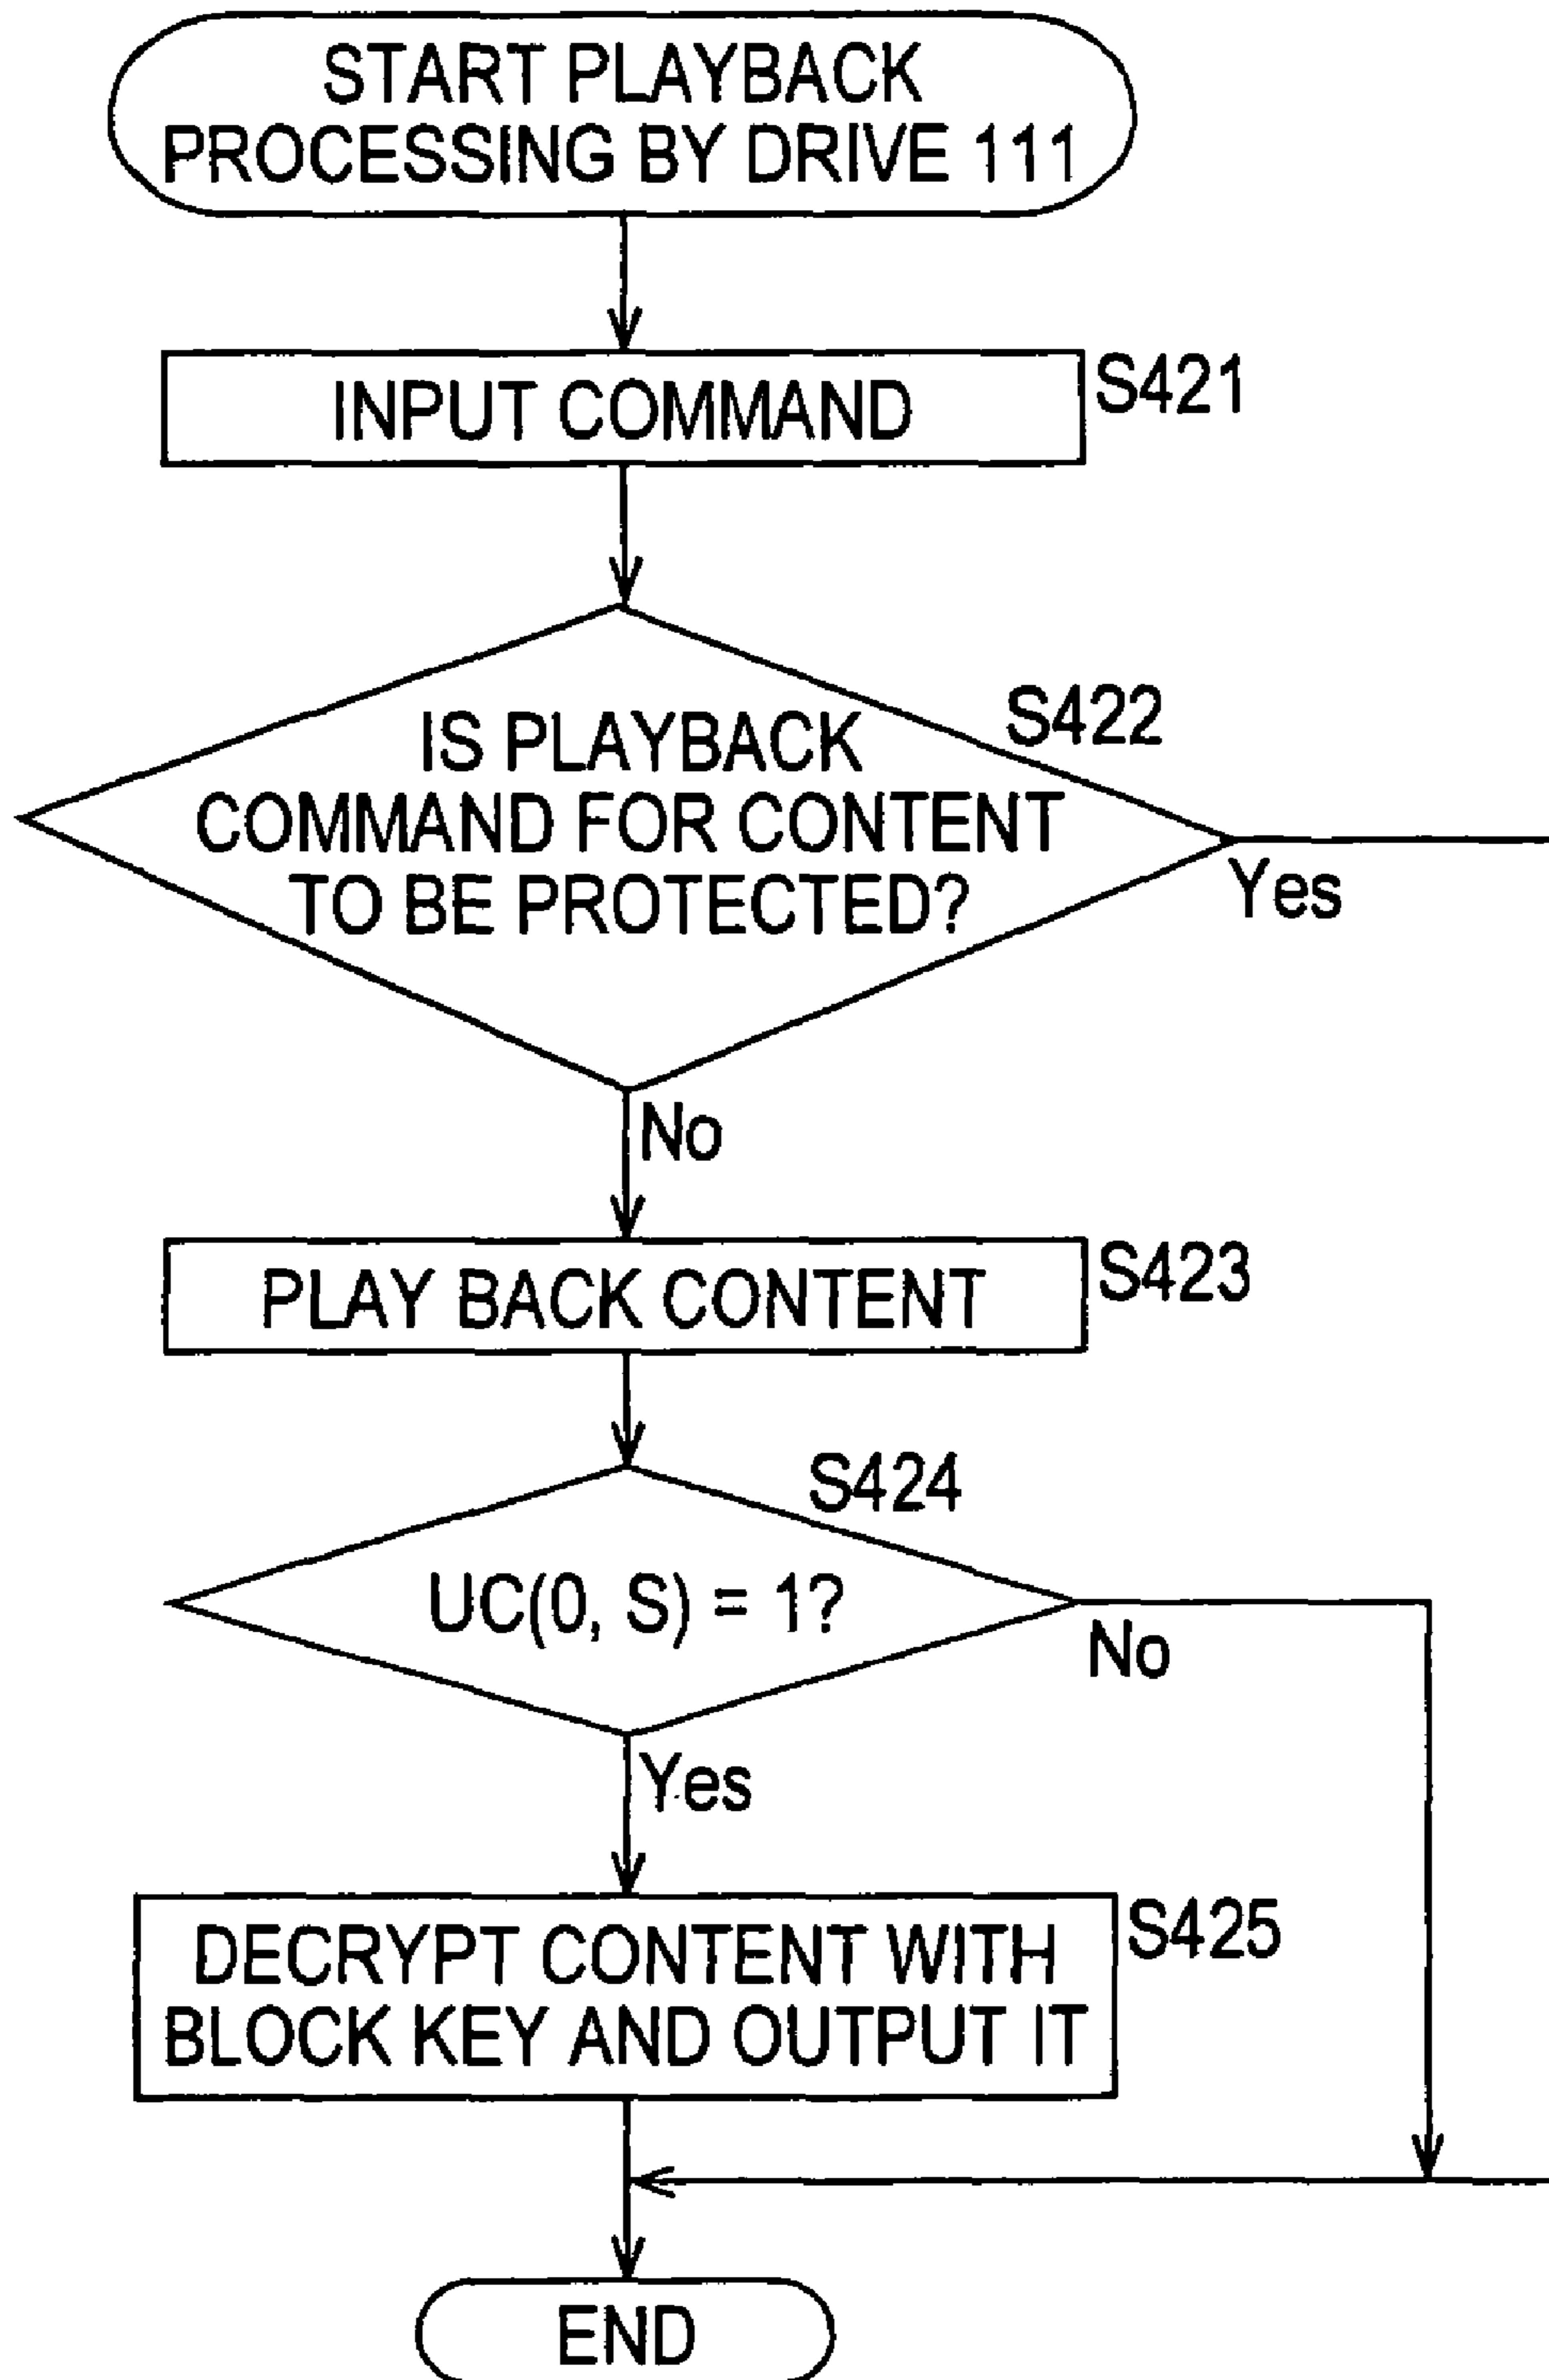 START PLAYBACK
PROCESSING BY DRIVE 111
INPUT COMMAND
S421
S422
IS PLAYBACK
COMMAND FOR CONTENT
TO BE PROTECTED?
Yes
No
PLAY BACK CONTENT
S423
S424
UC(0, S) = 1?
No
Yes
DECRYPT CONTENT WITH
BLOCK KEY AND OUTPUT IT
S425
END